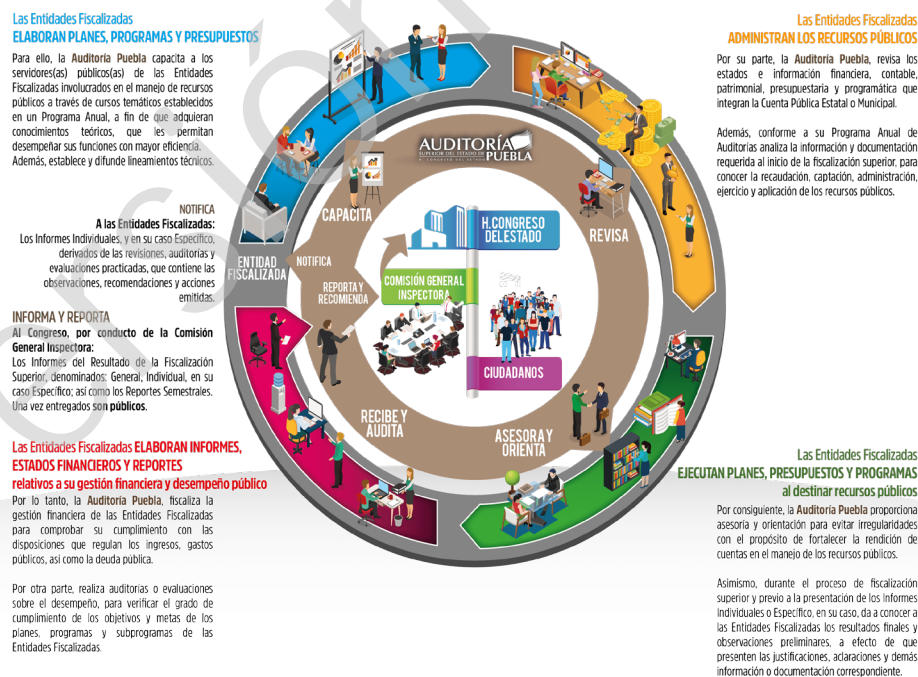 Las Entidades Fiscalizadas
ELABORAN PLANES, PROGRAMAS Y PRESUPUESTOS
Para ello, la Auditoría Puebla capacita a los
servidores(as) públicos(as) de las Entidades
Fiscalizadas involucrados en el manejo de recursos
públicos a través de cursos temáticos establecidos
en un Programa Anual, a fin de que adquieran
conocimientos teóricos, que les permitan
desempeñar sus funciones con mayor eficiencia.
Además, establece y difunde lineamientos técnicos.
NOTIFICA
A las Entidades Fiscalizadas:
Los Informes Individuales, y en su caso Específico,
derivados de las revisiones, auditorías y
evaluaciones practicadas, que contiene las
observaciones, recomendaciones y acciones
emitidas.
INFORMA Y REPORTA
Al Congreso, por conducto de la Comisión
General Inspectora:
Los Informes del Resultado de la Fiscalización
Superior, denominados: General, Individual, en su
caso Específico; así como los Reportes Semestrales.
Una vez entregados son públicos.
Las Entidades Fiscalizadas ELABORAN INFORMES,
ESTADOS FINANCIEROS Y REPORTES
relativos a su gestión financiera y desempeño público
Por lo tanto, la Auditoría Puebla, fiscaliza la
gestión financiera de las Entidades Fiscalizadas
para comprobar su cumplimiento con las
disposiciones que regulan los ingresos, gastos
públicos, así como la deuda pública.
Por otra parte, realiza auditorías o evaluaciones
sobre el desempeño, para verificar el grado de
cumplimiento de los objetivos y metas de los
planes, programas y subprogramas de las
Entidades Fiscalizadas.
AUDITORÍA
SUPERIOR DEL ESTADO DE PUEBLA
H. CONGRESO DEL ESTADO
CAPACITA
REVISA
ENTIDAD
FISCALIZADA
NOTIFICA
REPORTA Y
RECOMIENDA
H. CONGRESO
DEL ESTADO
COMISIÓN GENERAL
INSPECTORA
CIUDADANOS
RECIBE Y
AUDITA
ASESORA Y
ORIENTA
Las Entidades Fiscalizadas
ADMINISTRAN LOS RECURSOS PÚBLICOS
Por su parte, la Auditoría Puebla, revisa los
estados e información financiera, contable,
patrimonial, presupuestaria y programática que
integran la Cuenta Pública Estatal o Municipal.
Además, conforme a su Programa Anual de
Auditorías analiza la información y documentación
requerida al inicio de la fiscalización superior, para
conocer la recaudación, captación, administración,
ejercicio y aplicación de los recursos públicos.
Las Entidades Fiscalizadas
EJECUTAN PLANES, PRESUPUESTOS Y PROGRAMAS
al destinar recursos públicos
Por consiguiente, la Auditoría Puebla proporciona
asesoría y orientación para evitar irregularidades
con el propósito de fortalecer la rendición de
cuentas en el manejo de los recursos públicos.
Asimismo, durante el proceso de fiscalización
superior y previo a la presentación de los Informes
Individuales o Específico, en su caso, da a conocer a
las Entidades Fiscalizadas los resultados finales y
observaciones preliminares, a efecto de que
presenten las justificaciones, aclaraciones y demás
información o documentación correspondiente.